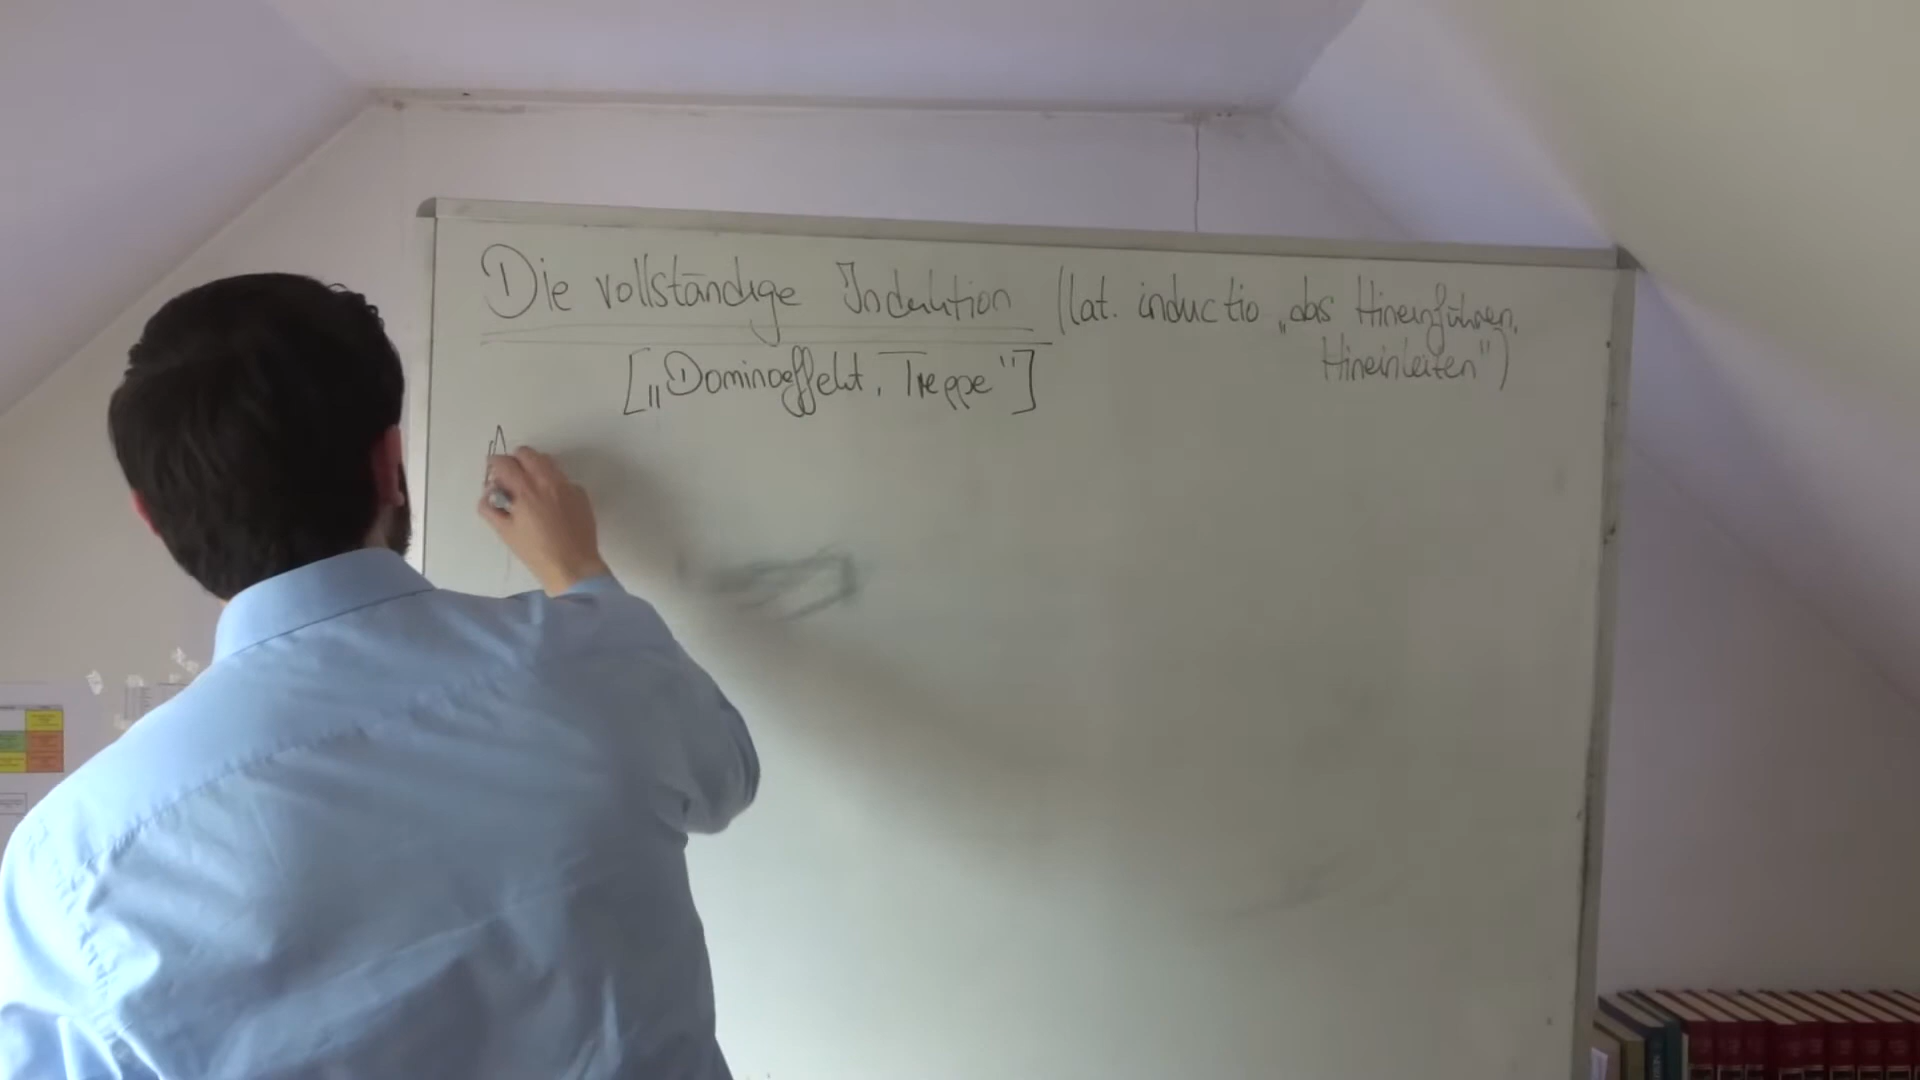 Die vollständige Induktion (lat. inductio „das Hineinführen,
Hineinleiten")
[„Dominoeffekt, Treppe"]
A